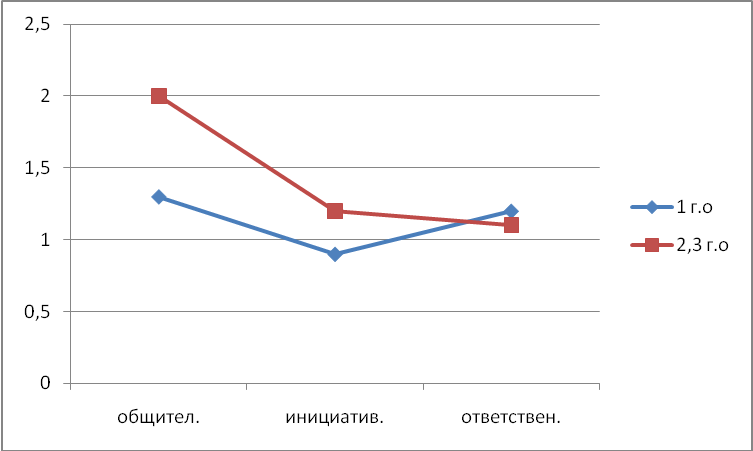 2,5
2
1,5
1
0,5
0
общител.
инициатив.
ответствен.
1 г.о
2,3 г.о